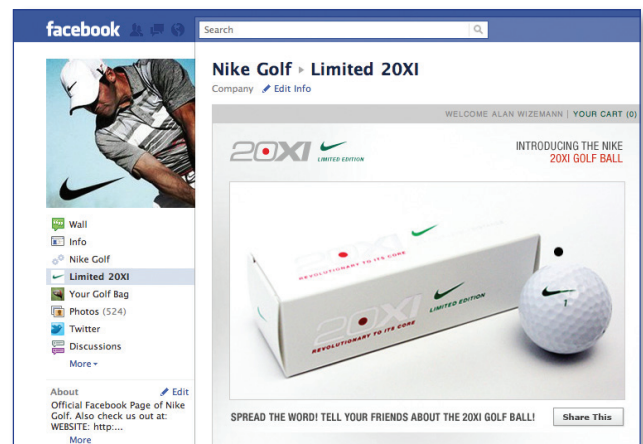 facebook
Search
Nike Golf ▸ Limited 20XI
Company Edit Info
WELCOME ALAN WIZEMANN | YOUR CART (0)
20XI LIMITED EDITION
INTRODUCING THE NIKE
20XI GOLF BALL
REVOLUTIONARY TO ITS CORE
20XI LIMITED EDITION
REVOLUTIONARY TO ITS CORE
1
SPREAD THE WORD! TELL YOUR FRIENDS ABOUT THE 20XI GOLF BALL!
Share This
Wall
Info
Nike Golf
Limited 20XI
Your Golf Bag
Photos (524)
Twitter
Discussions
More
About Edit
Official Facebook Page of Nike
Golf. Also check us out at:
WEBSITE: http:...
More